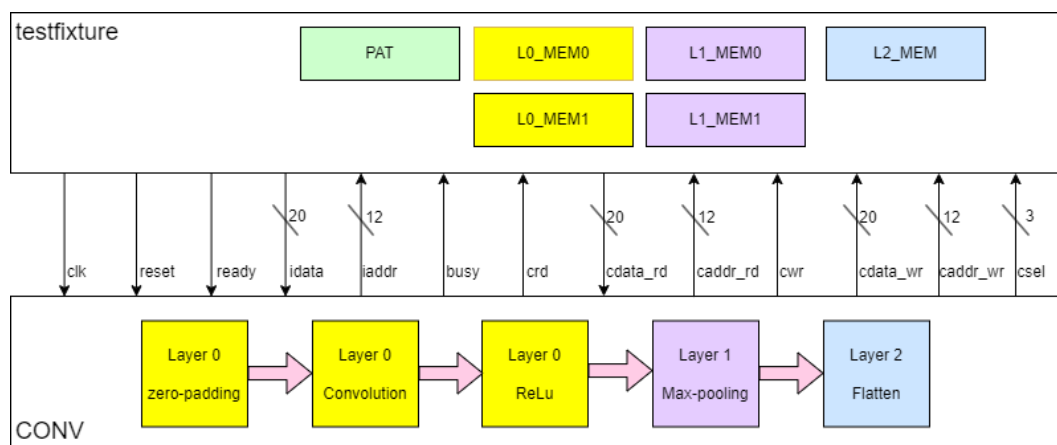 testfixture
PAT
L0_MEM0
L1_MEM0
L2_MEM
L0_MEM1
L1_MEM1
20
12
20
12
20
12
3
clk
reset
ready
idata
iaddr
busy
crd
cdata_rd
caddr_rd
cwr
cdata_wr
caddr_wr
csel
Layer 0
zero-padding
Layer 0
Convolution
Layer 0
ReLu
Layer 1
Max-pooling
Layer 2
Flatten
CONV